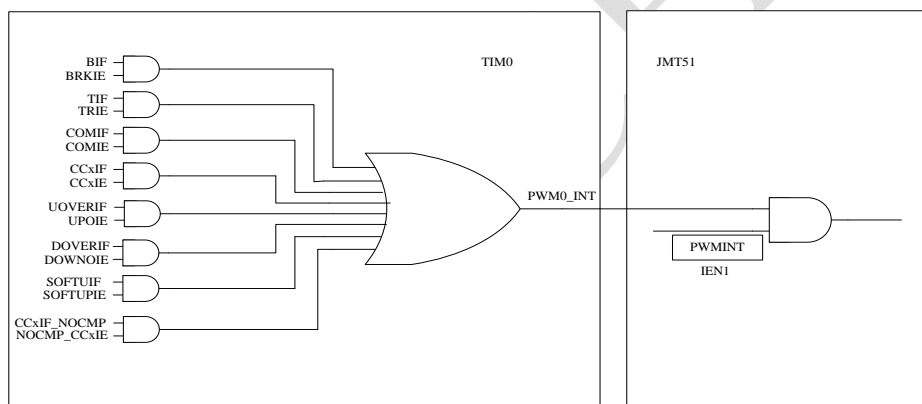 TIM0
JMT51
BIF
BRKIE
TIF
TRIE
COMIF
COMIE
CCxIF
CCxIE
UOVERIF
UPOIE
DOVERIF
DOWNOIE
SOFTUIF
SOFTUPIE
CCxIF_NOCMP
NOCMP_CCxIE
PWM0_INT
PWMINT
IEN1